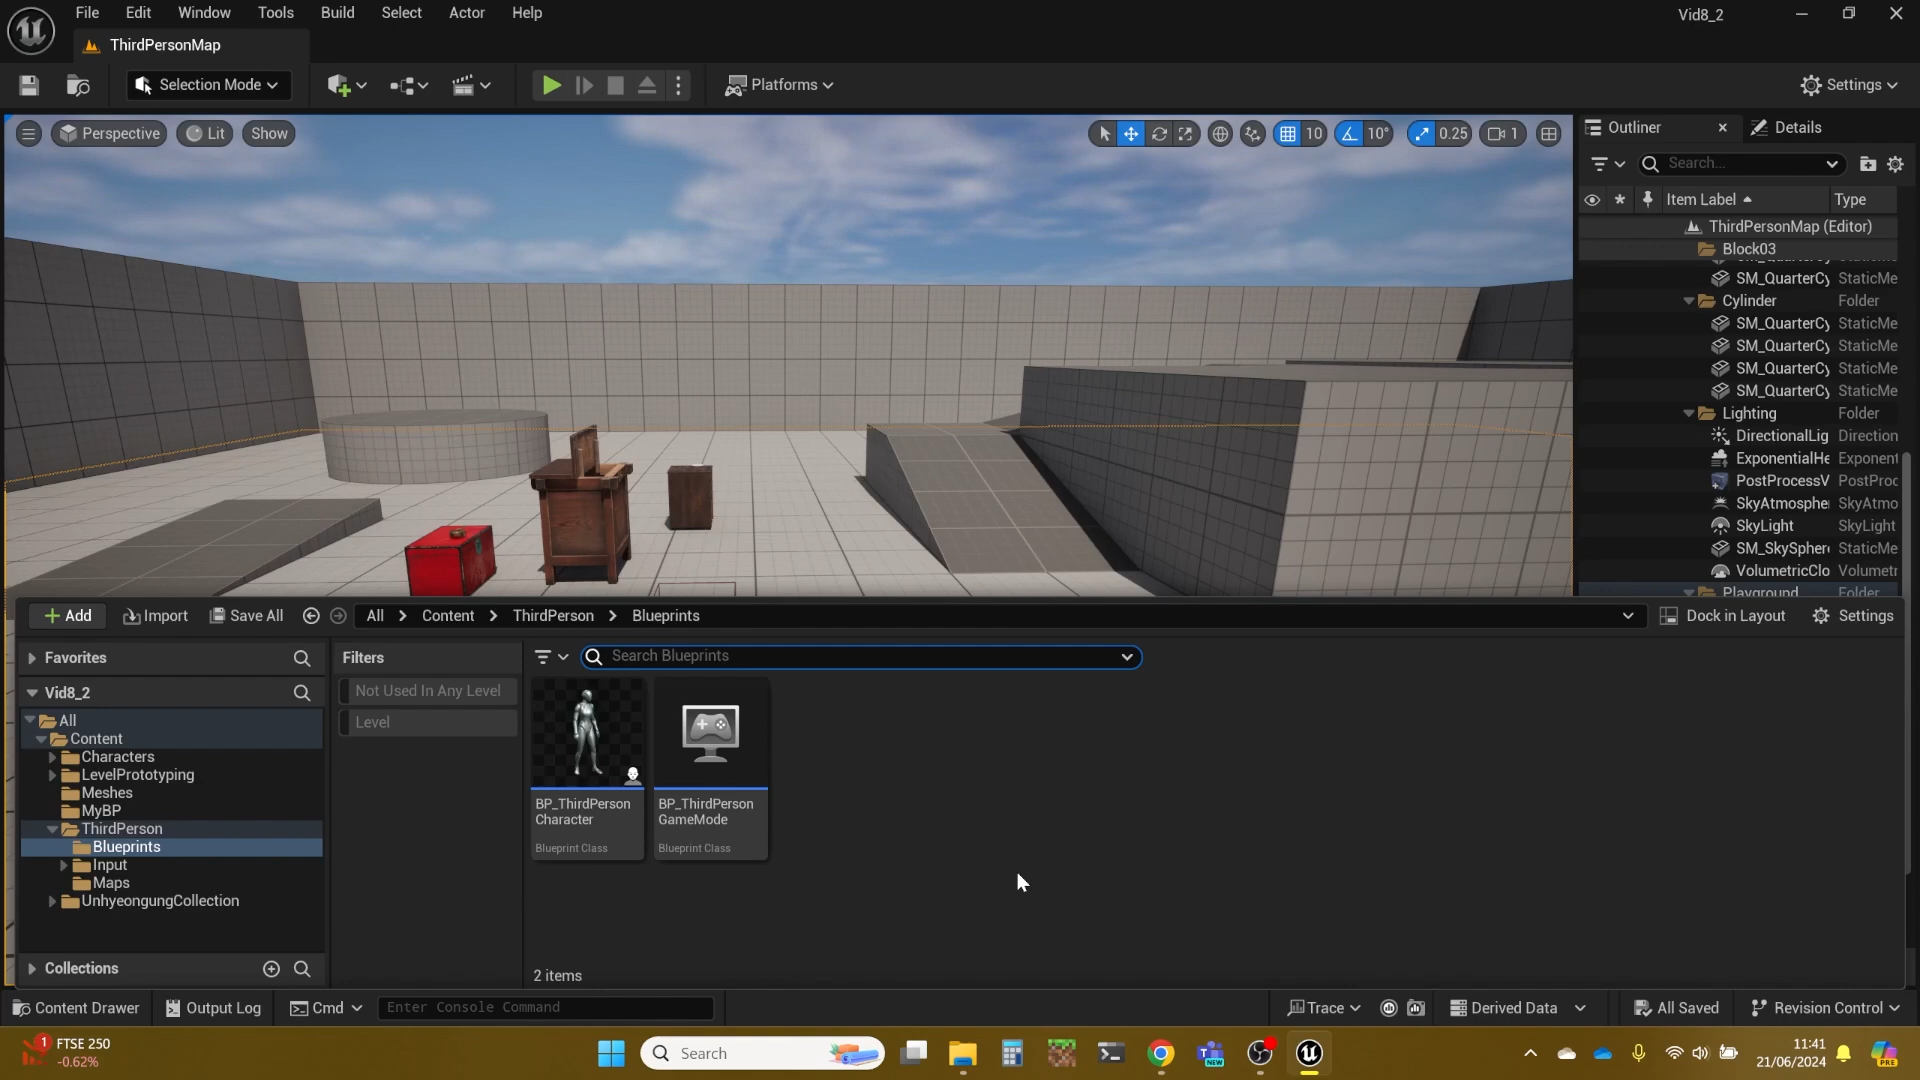 File Edit Window Tools Build Select Actor Help
Vid8_2
ThirdPersonMap
Selection Mode
Platforms
Settings
Perspective Lit Show
10 10° 0.25 1
Outliner
Details
Search...
Item Label Type
ThirdPersonMap (Editor)
Block03
SM_QuarterCy StaticMe
Cylinder Folder
SM_QuarterCy StaticMe
SM_QuarterCy StaticMe
SM_QuarterCy StaticMe
SM_QuarterCy StaticMe
Lighting Folder
DirectionalLig Direction
ExponentialHe Exponent
PostProcessV PostProc
SkyAtmosphe SkyAtmo
SkyLight SkyLight
SM_SkySpher StaticMe
VolumetricClo Volumetr
Playground Folder
Add Import Save All All Content ThirdPerson Blueprints Dock in Layout Settings
Favorites
Vid8_2
All
Content
Characters
LevelPrototyping
Meshes
MyBP
ThirdPerson
Blueprints
Input
Maps
UnhyeongungCollection
Collections
Filters
Not Used In Any Level
Level
Search Blueprints
BP_ThirdPerson
Character
Blueprint Class
BP_ThirdPerson
GameMode
Blueprint Class
2 items
Content Drawer Output Log Cmd Enter Console Command Trace Derived Data All Saved Revision Control
1
FTSE 250
-0.62%
Search
NEW
11:41
21/06/2024
PRE